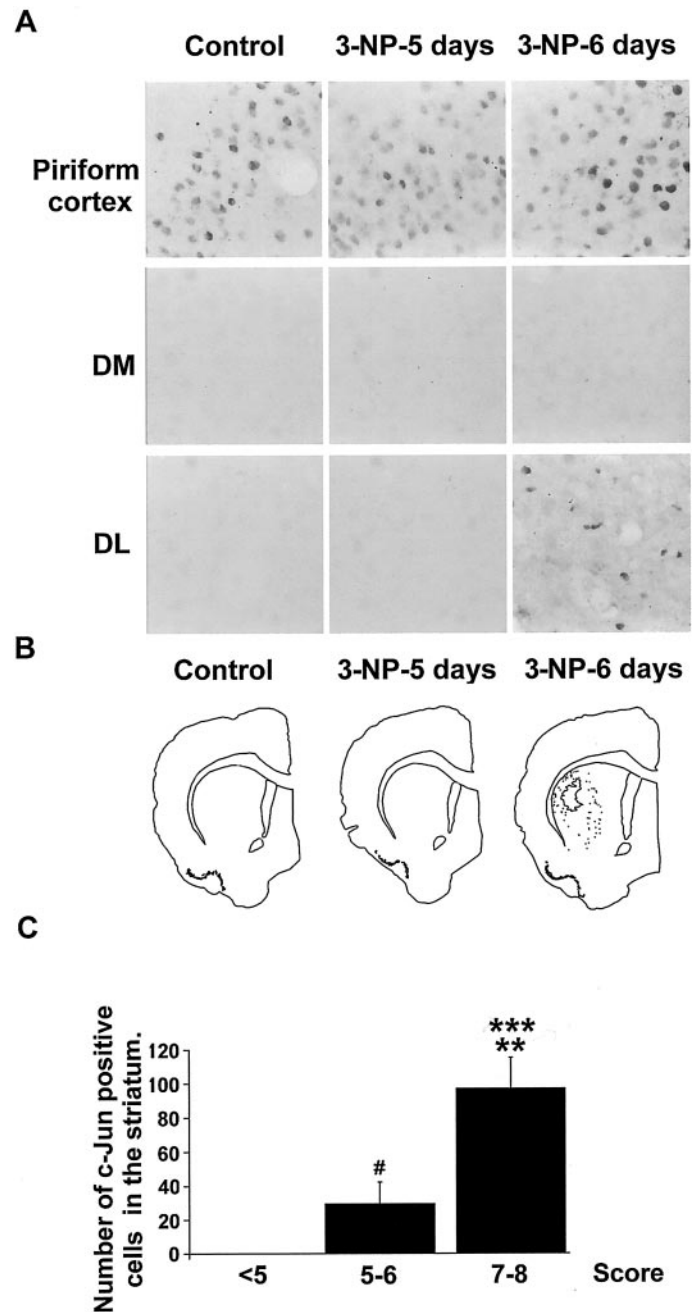 A
Control 3-NP-5 days 3-NP-6 days
Piriform
cortex
DM
DL
B
Control 3-NP-5 days 3-NP-6 days
C
Number of c-Jun positive
cells in the striatum.
***
**
#
120
100
80
60
40
20
0
<5 5-6 7-8 Score